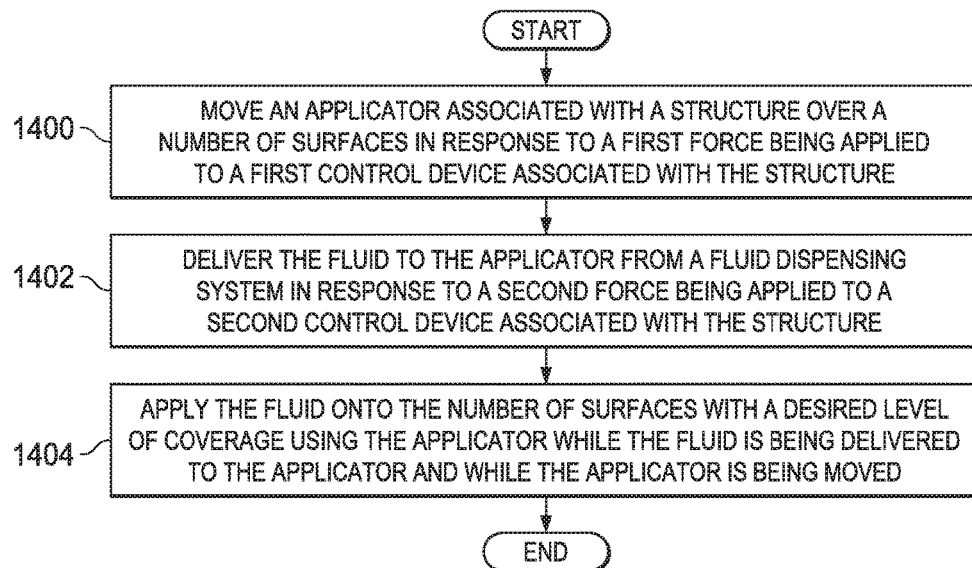 START
1400
MOVE AN APPLICATOR ASSOCIATED WITH A STRUCTURE OVER A
NUMBER OF SURFACES IN RESPONSE TO A FIRST FORCE BEING APPLIED
TO A FIRST CONTROL DEVICE ASSOCIATED WITH THE STRUCTURE
1402
DELIVER THE FLUID TO THE APPLICATOR FROM A FLUID DISPENSING
SYSTEM IN RESPONSE TO A SECOND FORCE BEING APPLIED TO A
SECOND CONTROL DEVICE ASSOCIATED WITH THE STRUCTURE
1404
APPLY THE FLUID ONTO THE NUMBER OF SURFACES WITH A DESIRED LEVEL
OF COVERAGE USING THE APPLICATOR WHILE THE FLUID IS BEING DELIVERED
TO THE APPLICATOR AND WHILE THE APPLICATOR IS BEING MOVED
END